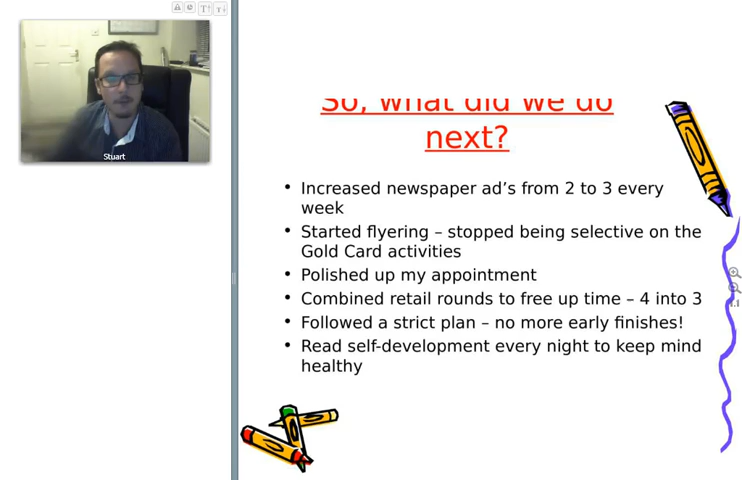 Stuart
So, what did we do
next?
• Increased newspaper ad’s from 2 to 3 every
week
• Started flyering – stopped being selective on the
Gold Card activities
• Polished up my appointment
• Combined retail rounds to free up time – 4 into 3
• Followed a strict plan – no more early finishes!
• Read self-development every night to keep mind
healthy